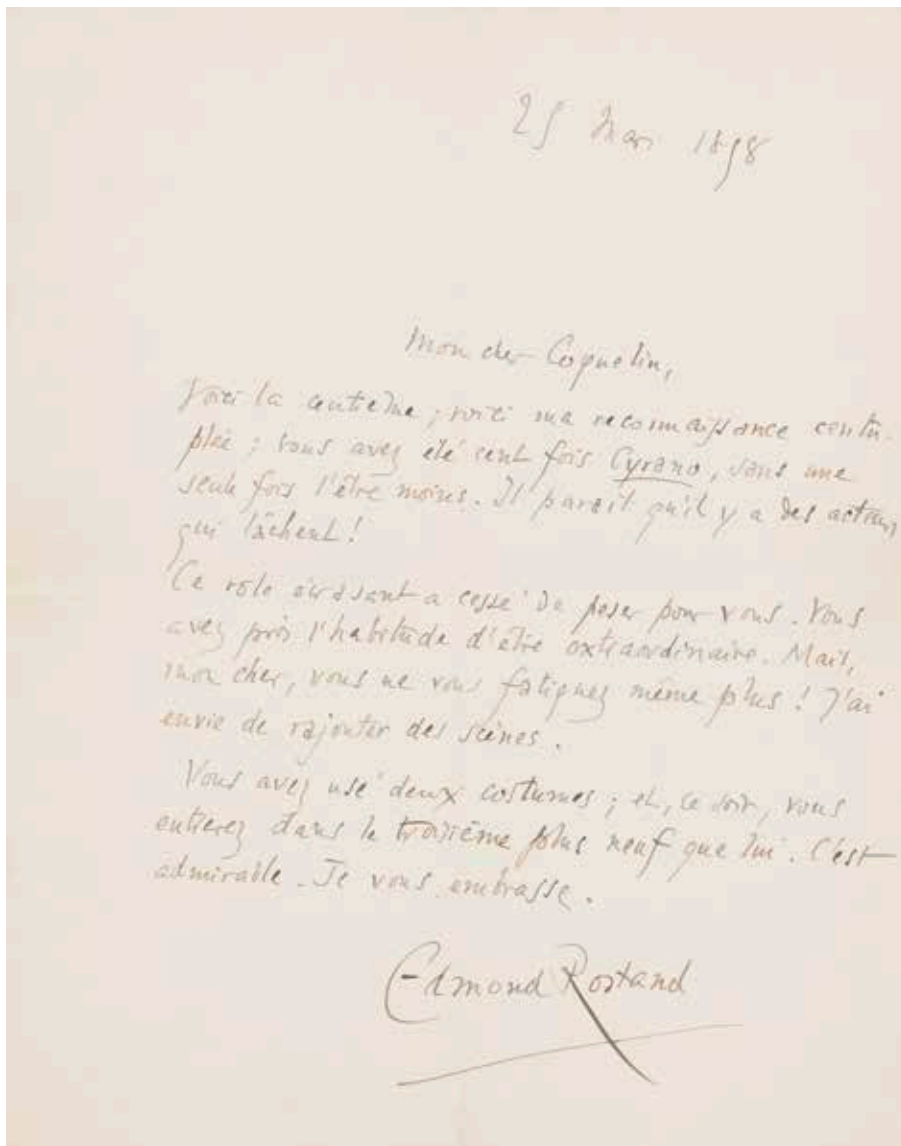 25 Mars 1898
Mon cher Coquelin,
Voici la centième ; voici ma reconnaissance centu-
plée ; vous avez été cent fois Cyrano, sans une
seule fois l'être moins. Il paraît qu'il y a des acteurs
qui lâchent !
Ce rôle écrasant a cessé de peser pour vous. Vous
avez pris l'habitude d'être extraordinaire. Mais,
mon cher, vous ne vous fatiguez même plus ! J'ai
envie de rajouter des scènes.
Vous avez usé deux costumes ; et, ce soir, vous
entrerez dans le troisième plus neuf que lui. C'est
admirable. Je vous embrasse.
Edmond Rostand